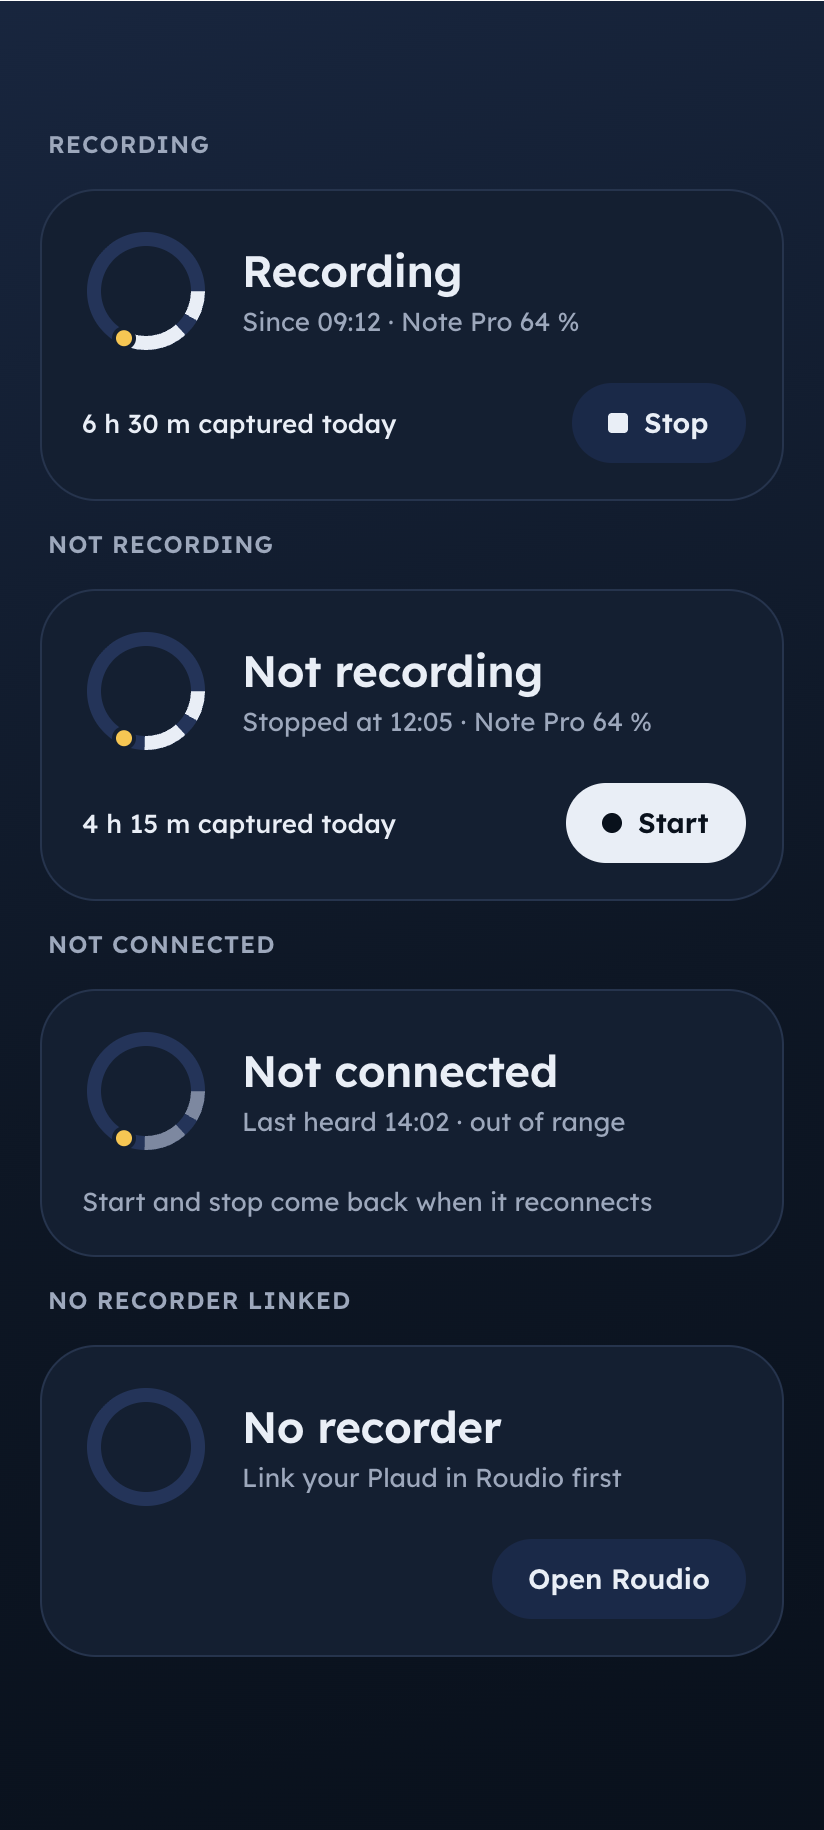 RECORDING
Recording
Since 09:12 · Note Pro 64 %
6 h 30 m captured today
Stop
NOT RECORDING
Not recording
Stopped at 12:05 · Note Pro 64 %
4 h 15 m captured today
Start
NOT CONNECTED
Not connected
Last heard 14:02 · out of range
Start and stop come back when it reconnects
NO RECORDER LINKED
No recorder
Link your Plaud in Roudio first
Open Roudio